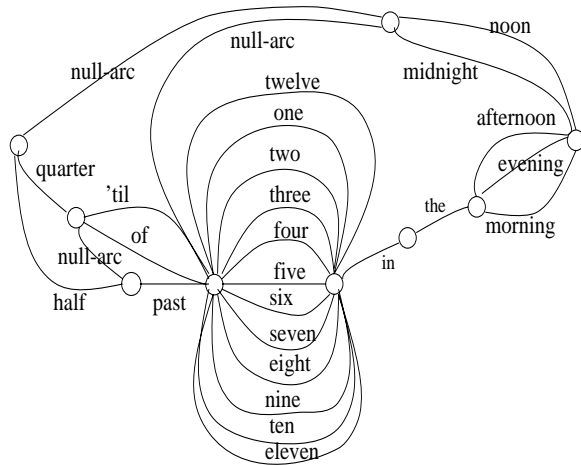 noon
null-arc
null-arc
midnight
twelve
one
afternoon
two
evening
quarter
'til
three
the
morning
of
four
null-arc
in
five
half
past
six
seven
eight
nine
ten
eleven